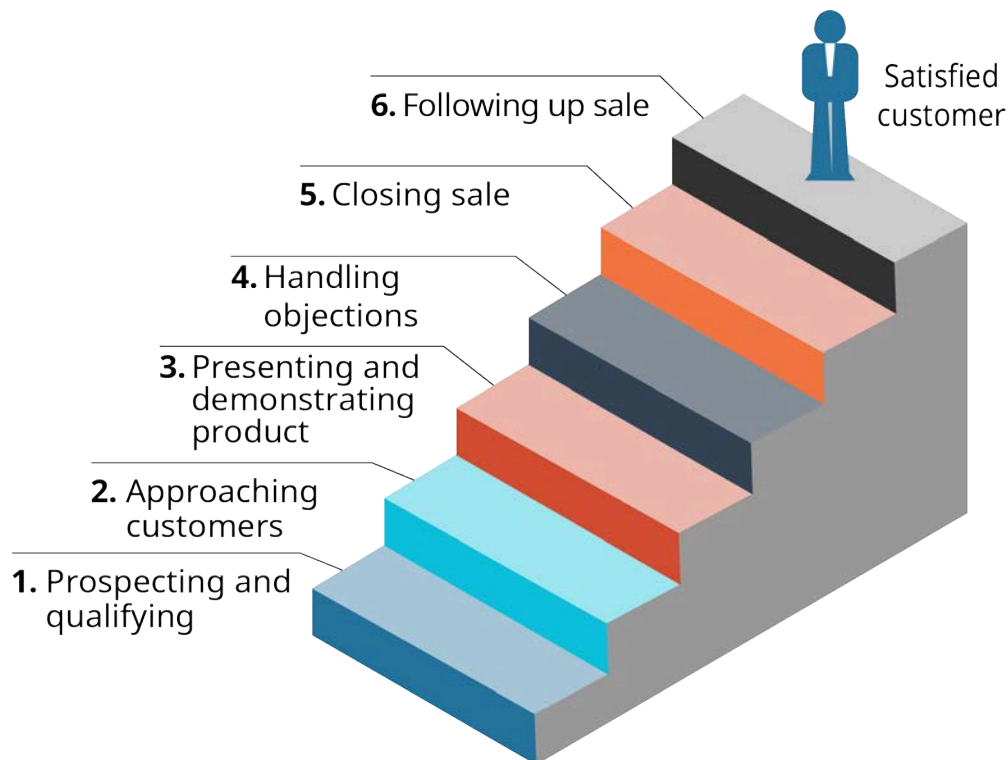 Satisfied
customer
6. Following up sale
5. Closing sale
4. Handling
objections
3. Presenting and
demonstrating
product
2. Approaching
customers
1. Prospecting and
qualifying